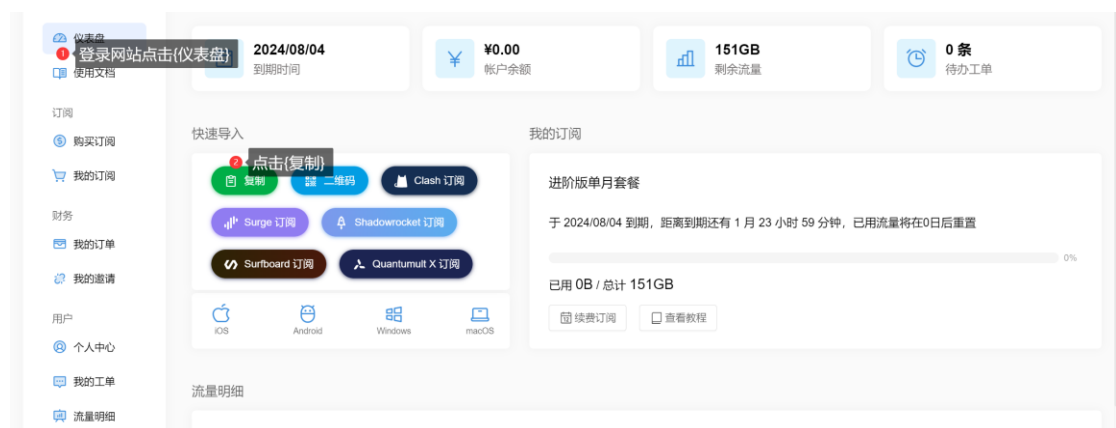 仪表盘
1 登录网站点击{仪表盘}
使用文档
订阅
购买订阅
我的订阅
财务
我的订单
我的邀请
用户
个人中心
我的工单
流量明细
2024/08/04
到期时间
¥0.00
帐户余额
151GB
剩余流量
0 条
待办工单
快速导入
2 点击{复制}
复制
二维码
Clash 订阅
Surge 订阅
Shadowrocket 订阅
Surfboard 订阅
Quantumult X 订阅
iOS
Android
Windows
macOS
我的订阅
进阶版单月套餐
于 2024/08/04 到期，距离到期还有 1 月 23 小时 59 分钟，已用流量将在0日后重置
0%
已用 0B / 总计 151GB
续费订阅
查看教程
流量明细